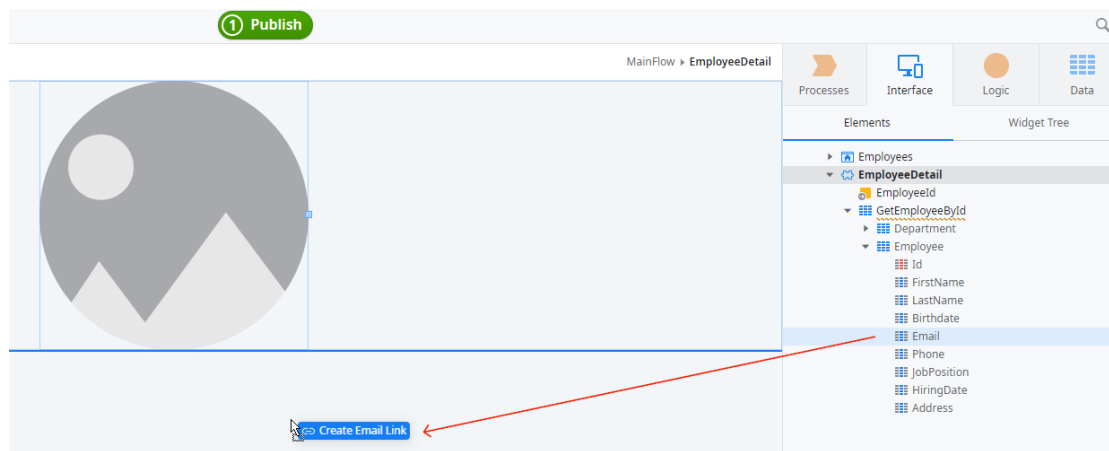 1 Publish
MainFlow ▸ EmployeeDetail
Processes
Interface
Logic
Data
Elements
Widget Tree
Employees
EmployeeDetail
EmployeeId
GetEmployeeById
Department
Employee
Id
FirstName
LastName
Birthdate
Email
Phone
JobPosition
HiringDate
Address
Create Email Link